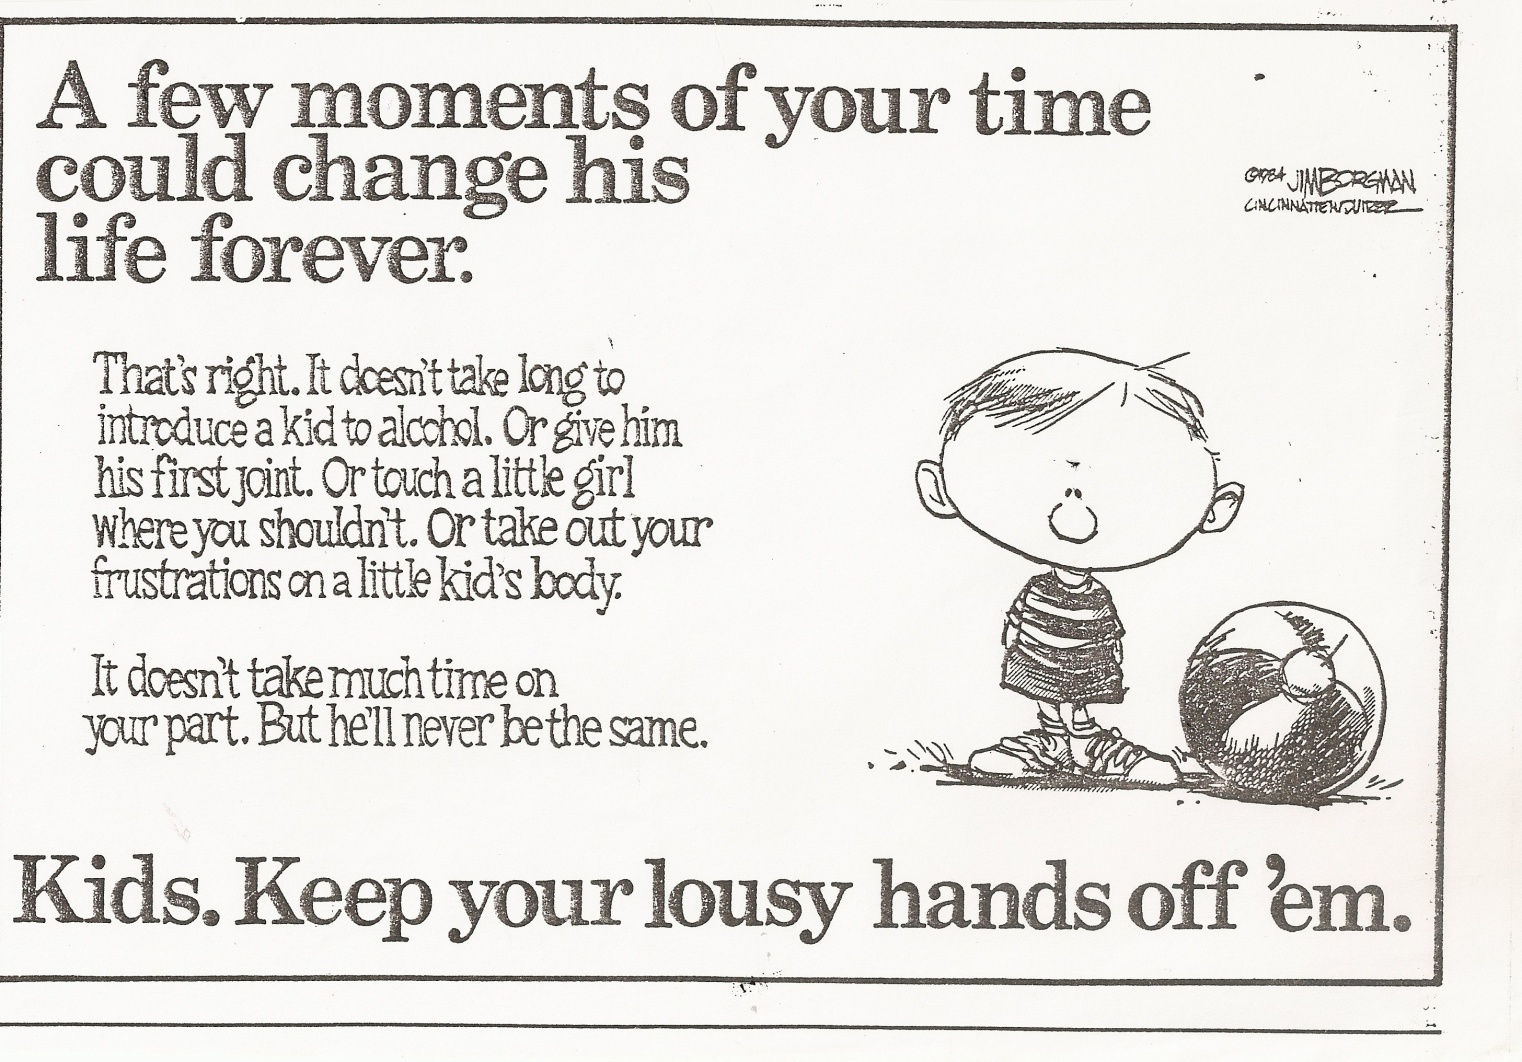 A few moments of your time
could change his
life forever.
©1984 JIM BORGMAN
CINCINNATI ENQUIRER
That's right. It doesn't take long to
introduce a kid to alcohol. Or give him
his first joint. Or touch a little girl
where you shouldn't. Or take out your
frustrations on a little kid's body.
It doesn't take much time on
your part. But he'll never be the same.
Kids. Keep your lousy hands off 'em.